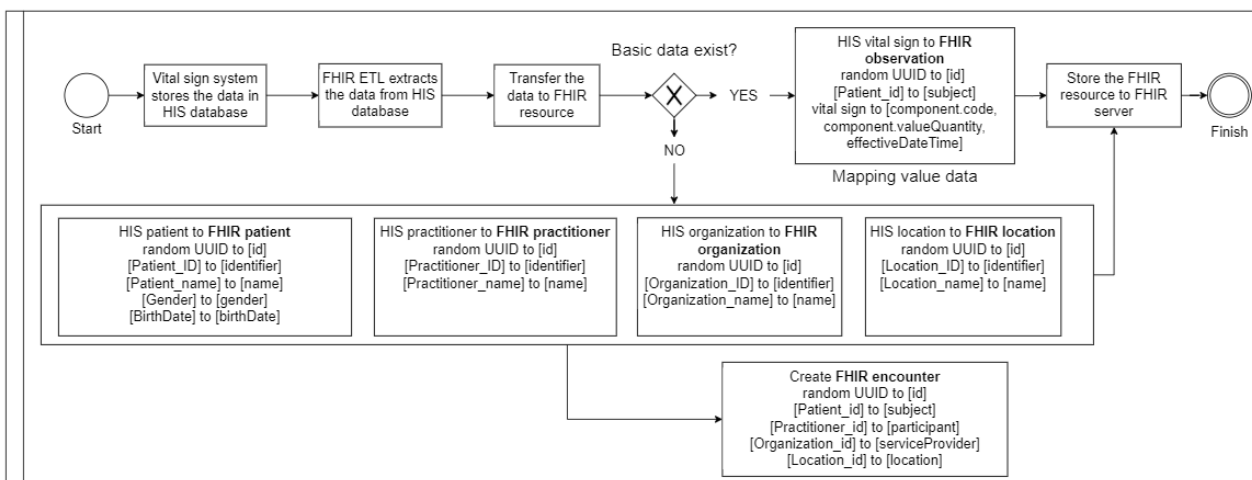 Start
Vital sign system
stores the data in
HIS database
FHIR ETL extracts
the data from HIS
database
Transfer the
data to FHIR
resource
Basic data exist?
X
YES
NO
HIS vital sign to FHIR
observation
random UUID to [id]
[Patient_id] to [subject]
vital sign to [component.code,
component.valueQuantity,
effectiveDateTime]
Mapping value data
Store the FHIR
resource to FHIR
server
Finish
HIS patient to FHIR patient
random UUID to [id]
[Patient_ID] to [identifier]
[Patient_name] to [name]
[Gender] to [gender]
[BirthDate] to [birthDate]
HIS practitioner to FHIR practitioner
random UUID to [id]
[Practitioner_ID] to [identifier]
[Practitioner_name] to [name]
HIS organization to FHIR
organization
random UUID to [id]
[Organization_ID] to [identifier]
[Organization_name] to [name]
HIS location to FHIR location
random UUID to [id]
[Location_ID] to [identifier]
[Location_name] to [name]
Create FHIR encounter
random UUID to [id]
[Patient_id] to [subject]
[Practitioner_id] to [participant]
[Organization_id] to [serviceProvider]
[Location_id] to [location]